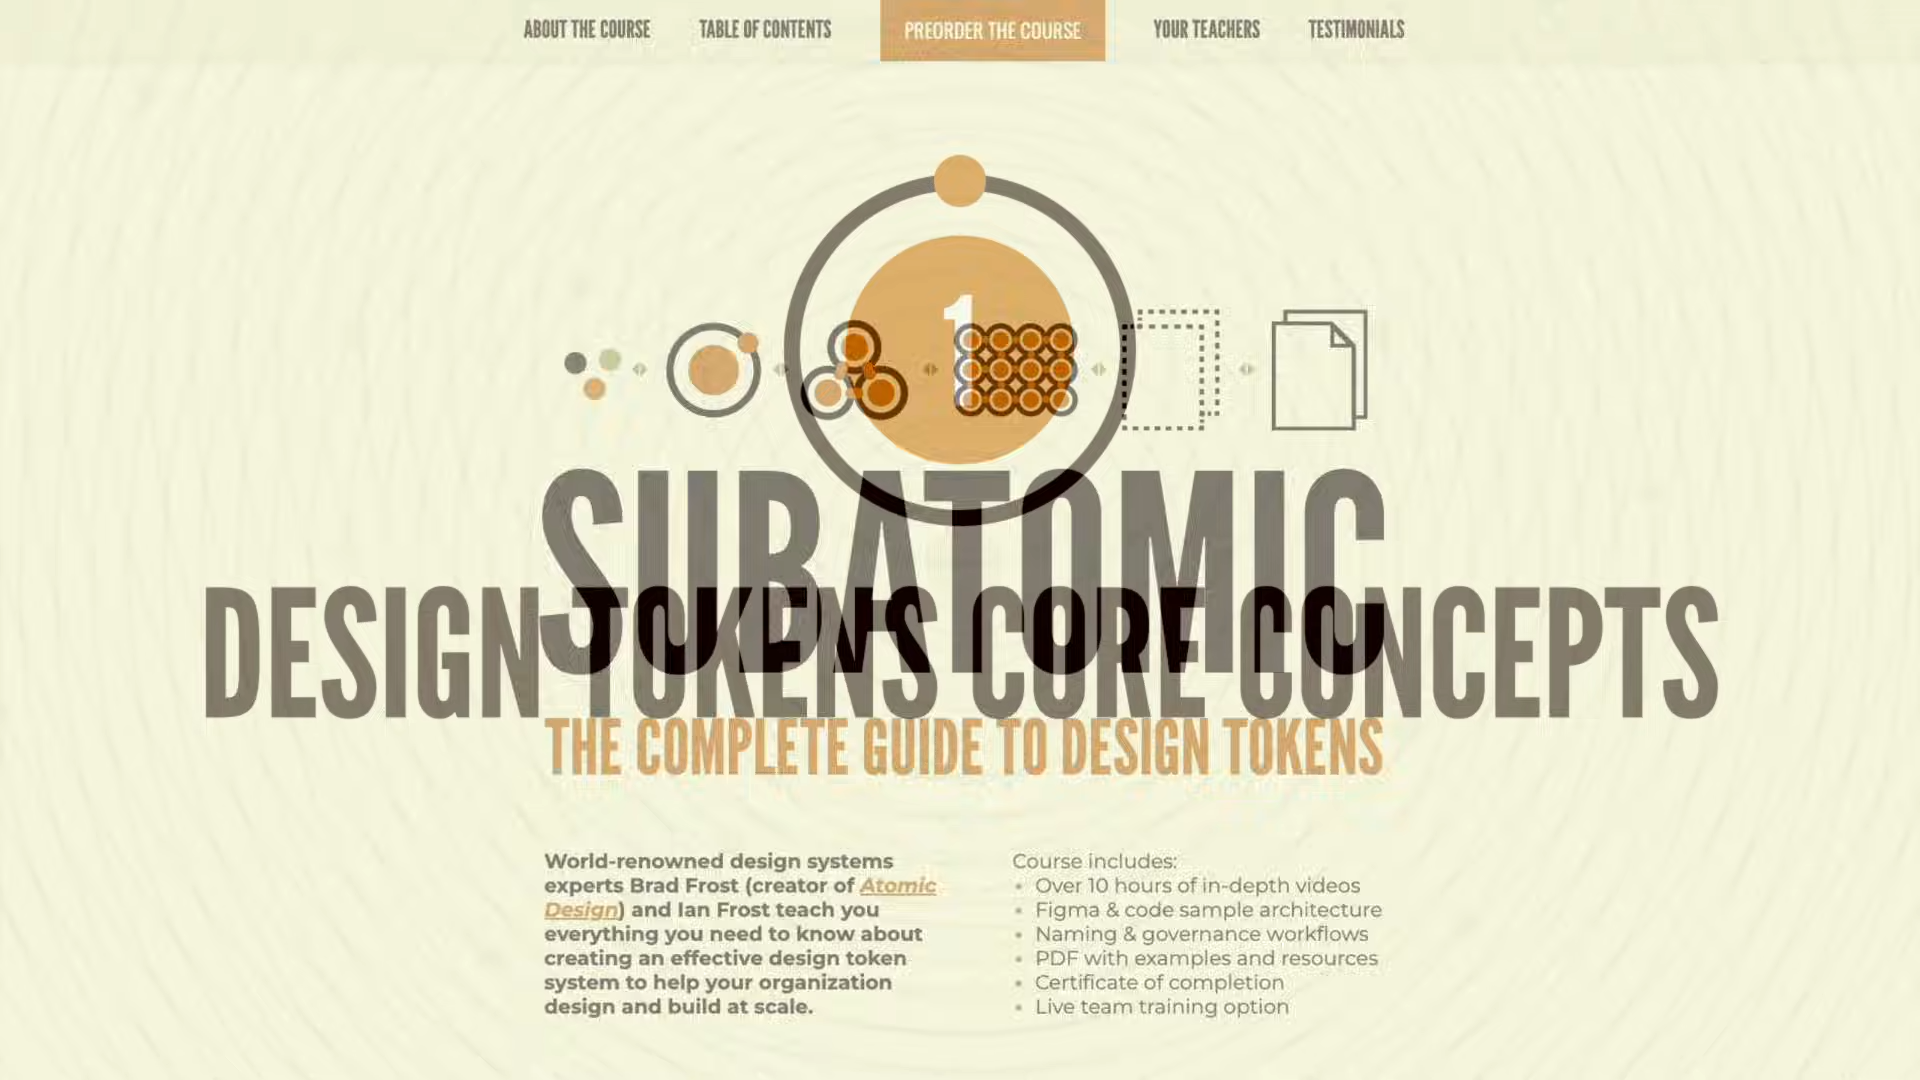 ABOUT THE COURSE
TABLE OF CONTENTS
PREORDER THE COURSE
YOUR TEACHERS
TESTIMONIALS
1
SUBATOMIC
DESIGN TOKENS CORE CONCEPTS
THE COMPLETE GUIDE TO DESIGN TOKENS
World-renowned design systems
experts Brad Frost (creator of Atomic
Design) and Ian Frost teach you
everything you need to know about
creating an effective design token
system to help your organization
design and build at scale.
Course includes:
• Over 10 hours of in-depth videos
• Figma & code sample architecture
• Naming & governance workflows
• PDF with examples and resources
• Certificate of completion
• Live team training option